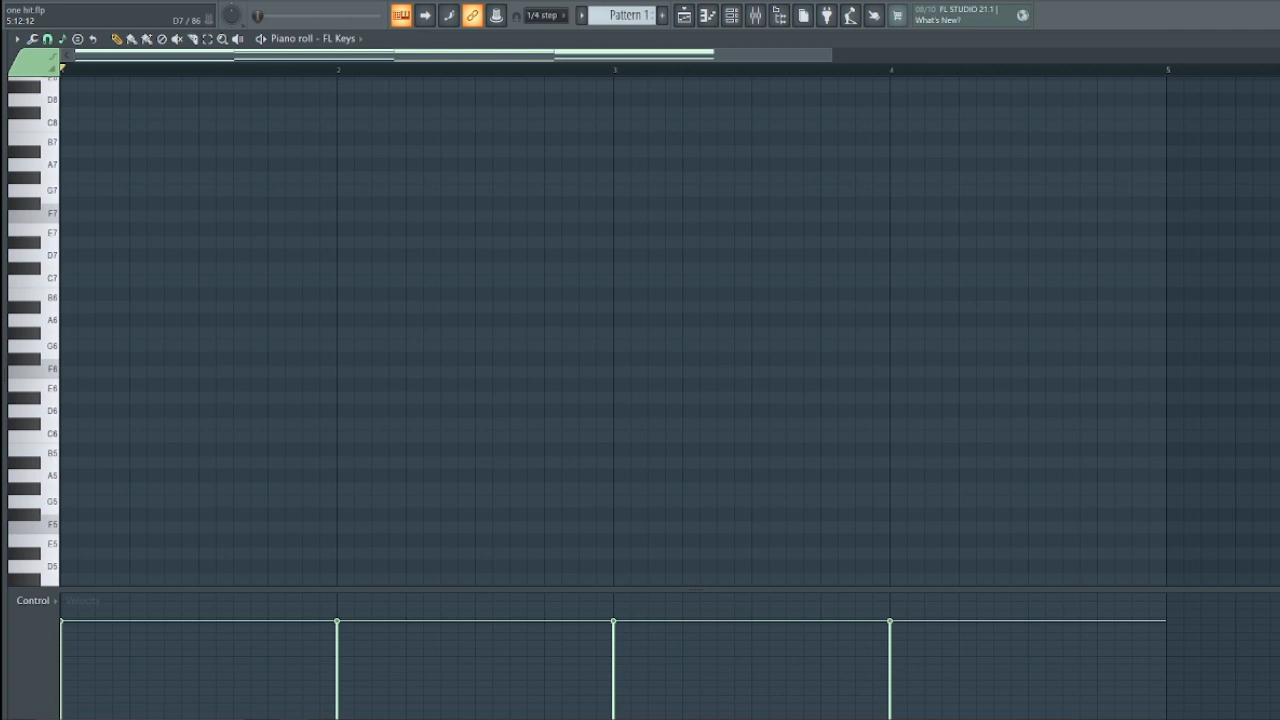 one hit.flp
5:12:12 D7 / 86
1/4 step
Pattern 1
08/10 FL STUDIO 21.1 |
What's New?
Piano roll - FL Keys
2 3 4 5
D8
C8
B7
A7
G7
F7
E7
D7
C7
B6
A6
G6
F6
E6
D6
C6
B5
A5
G5
F5
E5
D5
Control Velocity